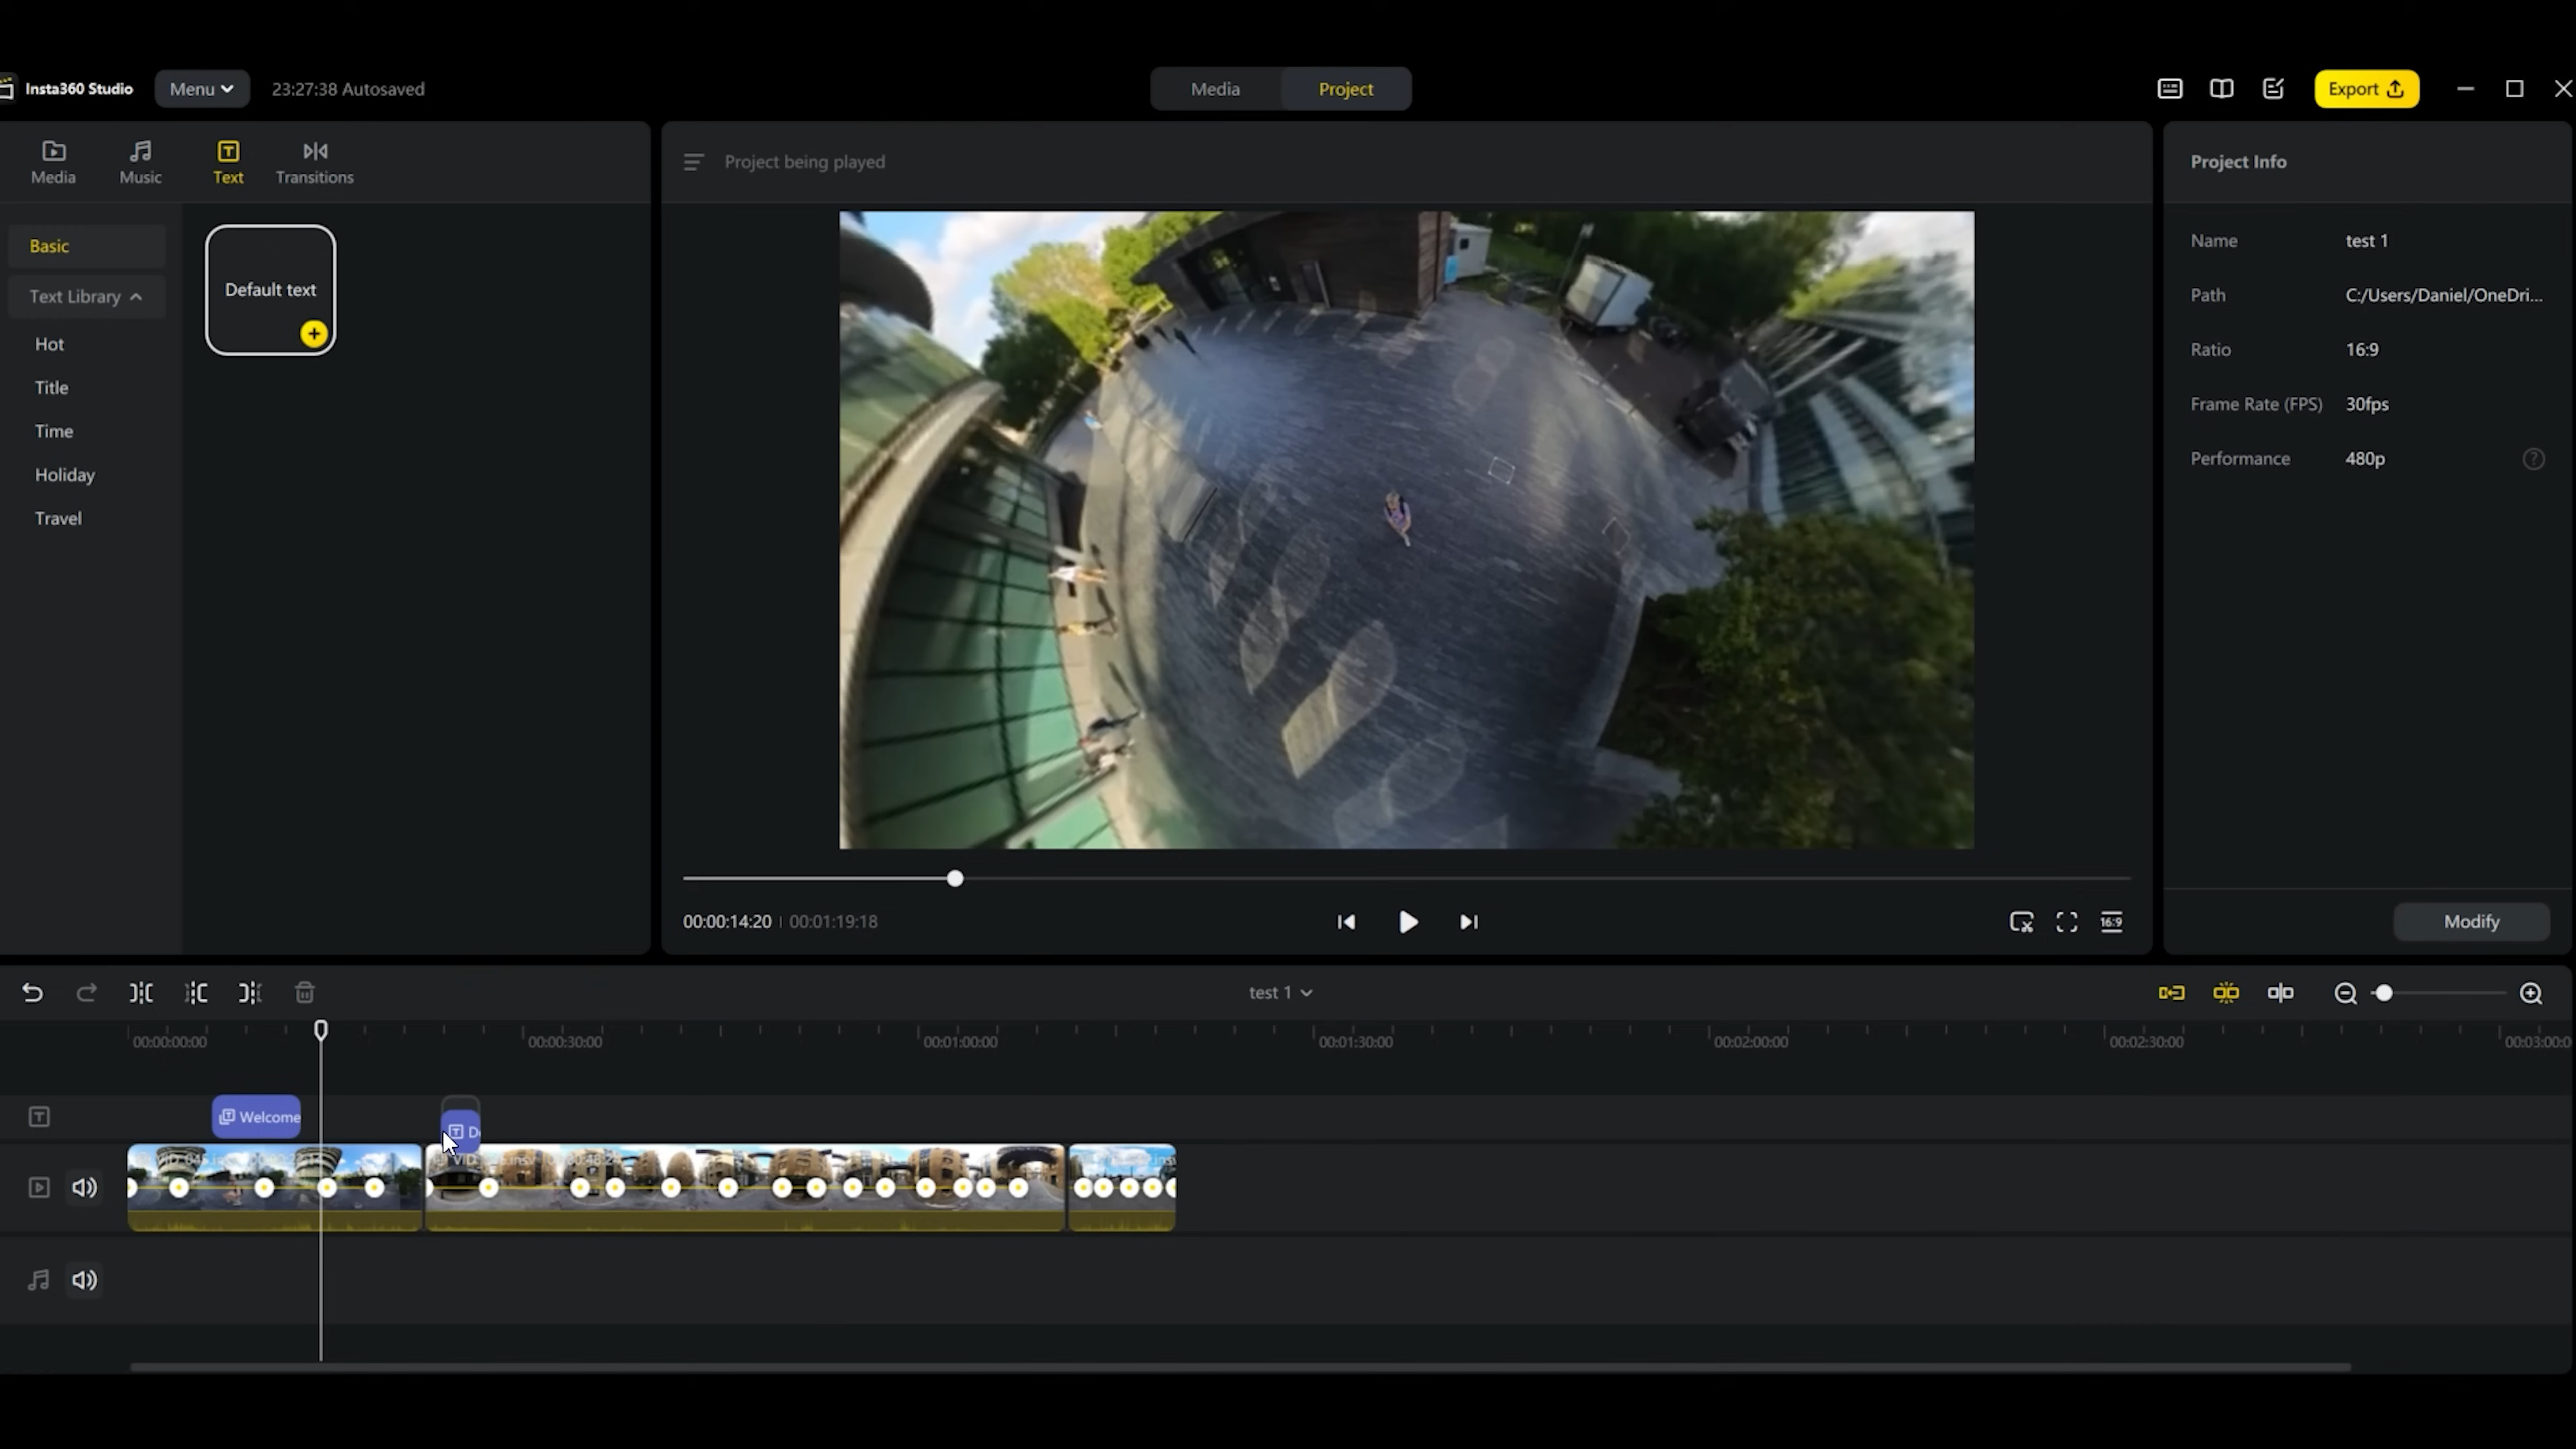 Insta360 Studio
Menu
23:27:38 Autosaved
Media
Project
Export
Media
Music
Text
Transitions
Project being played
Project Info
Basic
Text Library
Hot
Title
Time
Holiday
Travel
Default text
Name
test 1
Path
C:/Users/Daniel/OneDri...
Ratio
16:9
Frame Rate (FPS)
30fps
Performance
480p
00:00:14:20
00:01:19:18
16:9
Modify
test 1
00:00:00:00
00:00:30:00
00:01:00:00
00:01:30:00
00:02:00:00
00:02:30:00
00:03:00:0
Welcome